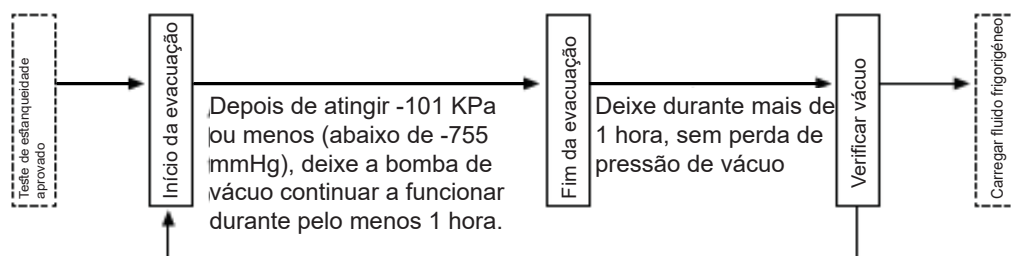 Teste de estanqueidade
aprovado
Início da evacuação
Depois de atingir -101 KPa
ou menos (abaixo de -755
mmHg), deixe a bomba de
vácuo continuar a funcionar
durante pelo menos 1 hora.
Fim da evacuação
Deixe durante mais de
1 hora, sem perda de
pressão de vácuo
Verificar vácuo
Carregar fluido frigorigéneo